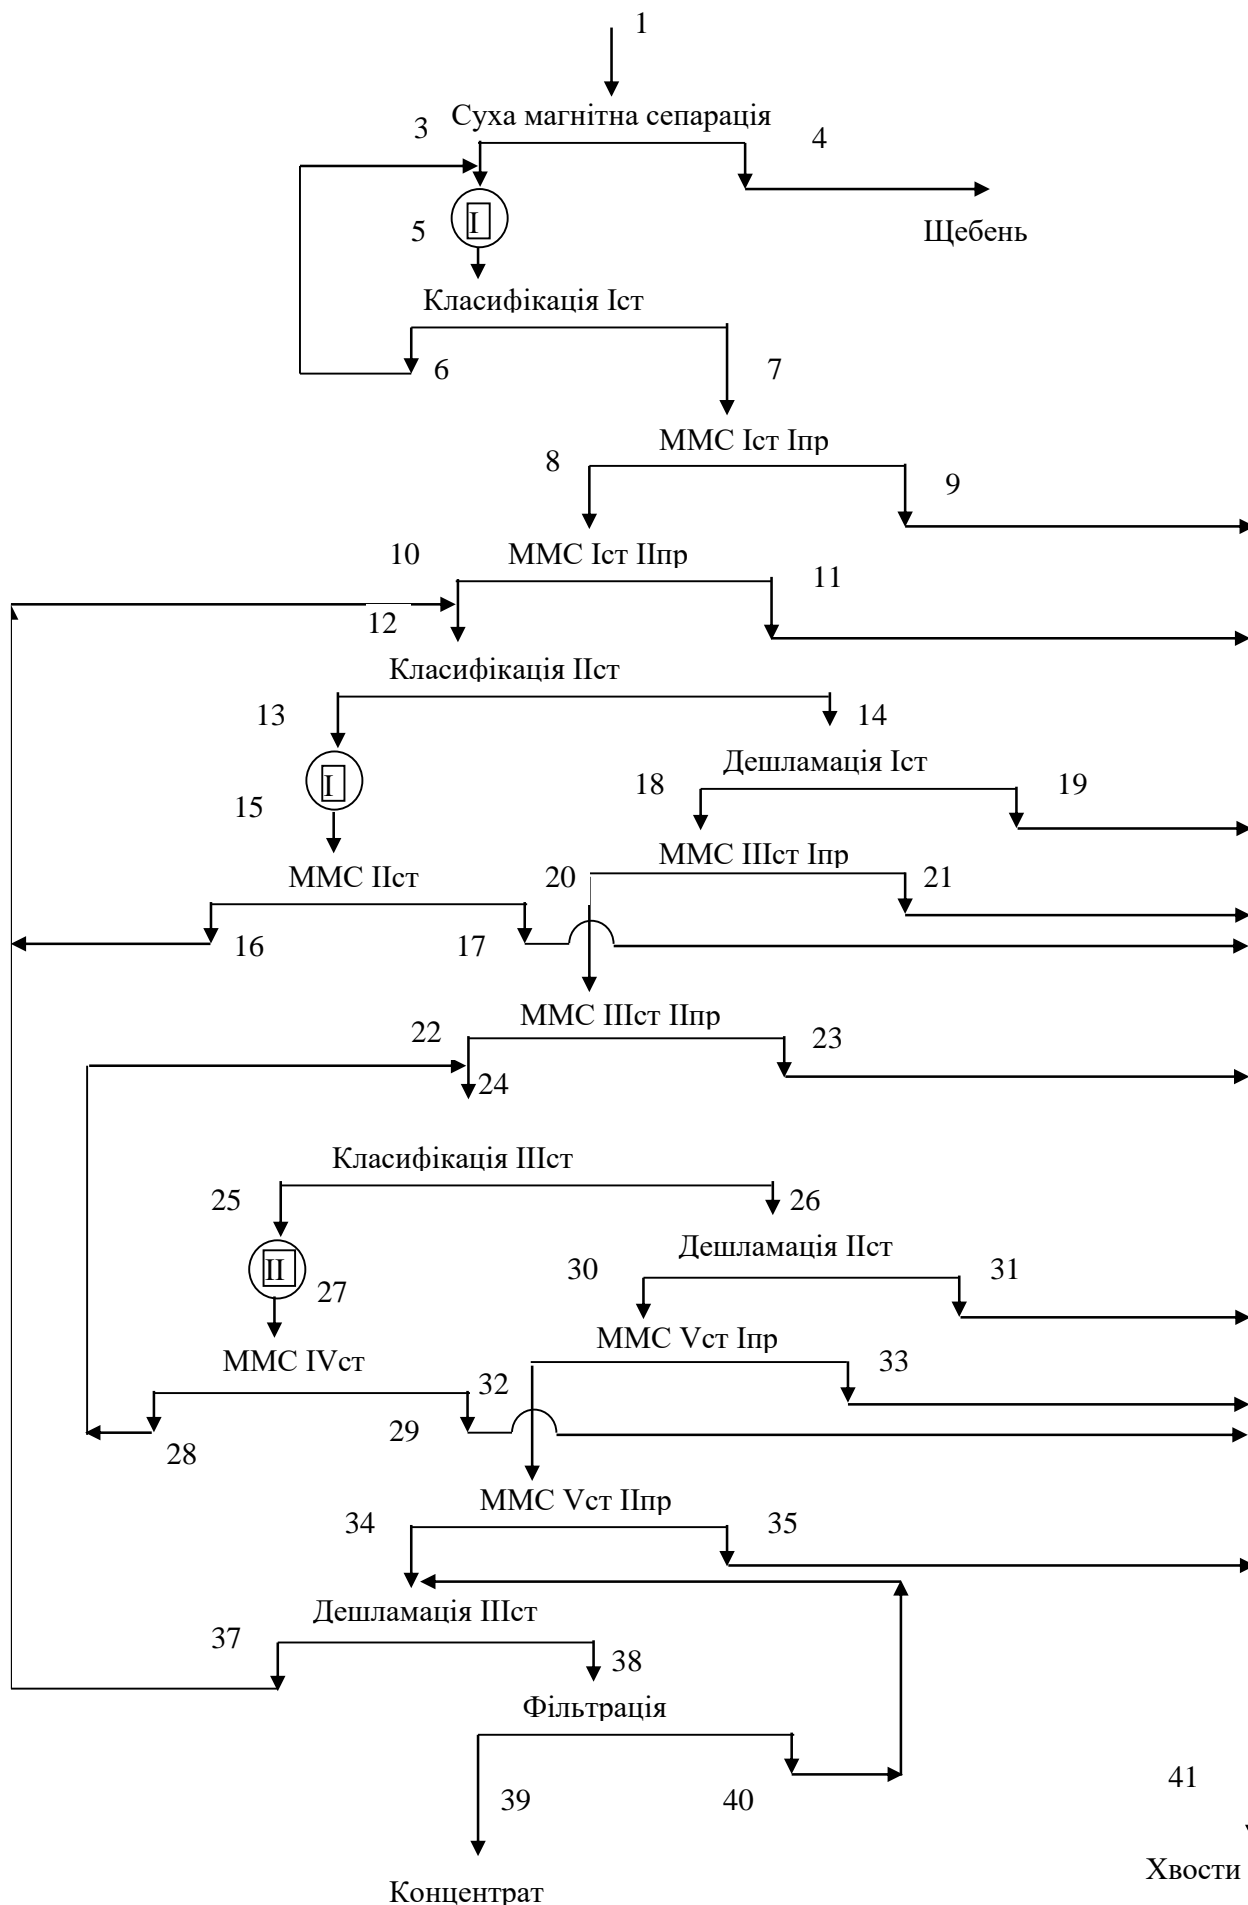 1
Суха магнітна сепарація
3
4
I
5
Щебень
Класифікація Іст
6
7
ММС Іст Іпр
8
9
10
ММС Іст ІІпр
11
12
Класифікація ІІст
13
14
Дешламація Іст
I
18
19
15
ММС ІІІст Іпр
ММС ІІст
20
21
16
17
ММС ІІІст ІІпр
22
23
24
Класифікація ІІІст
25
26
Дешламація ІІст
II
30
31
27
ММС Vст Іпр
ММС IVст
33
32
29
28
ММС Vст ІІпр
34
35
Дешламація ІІІст
37
38
Фільтрація
41
39
40
Хвости
Концентрат